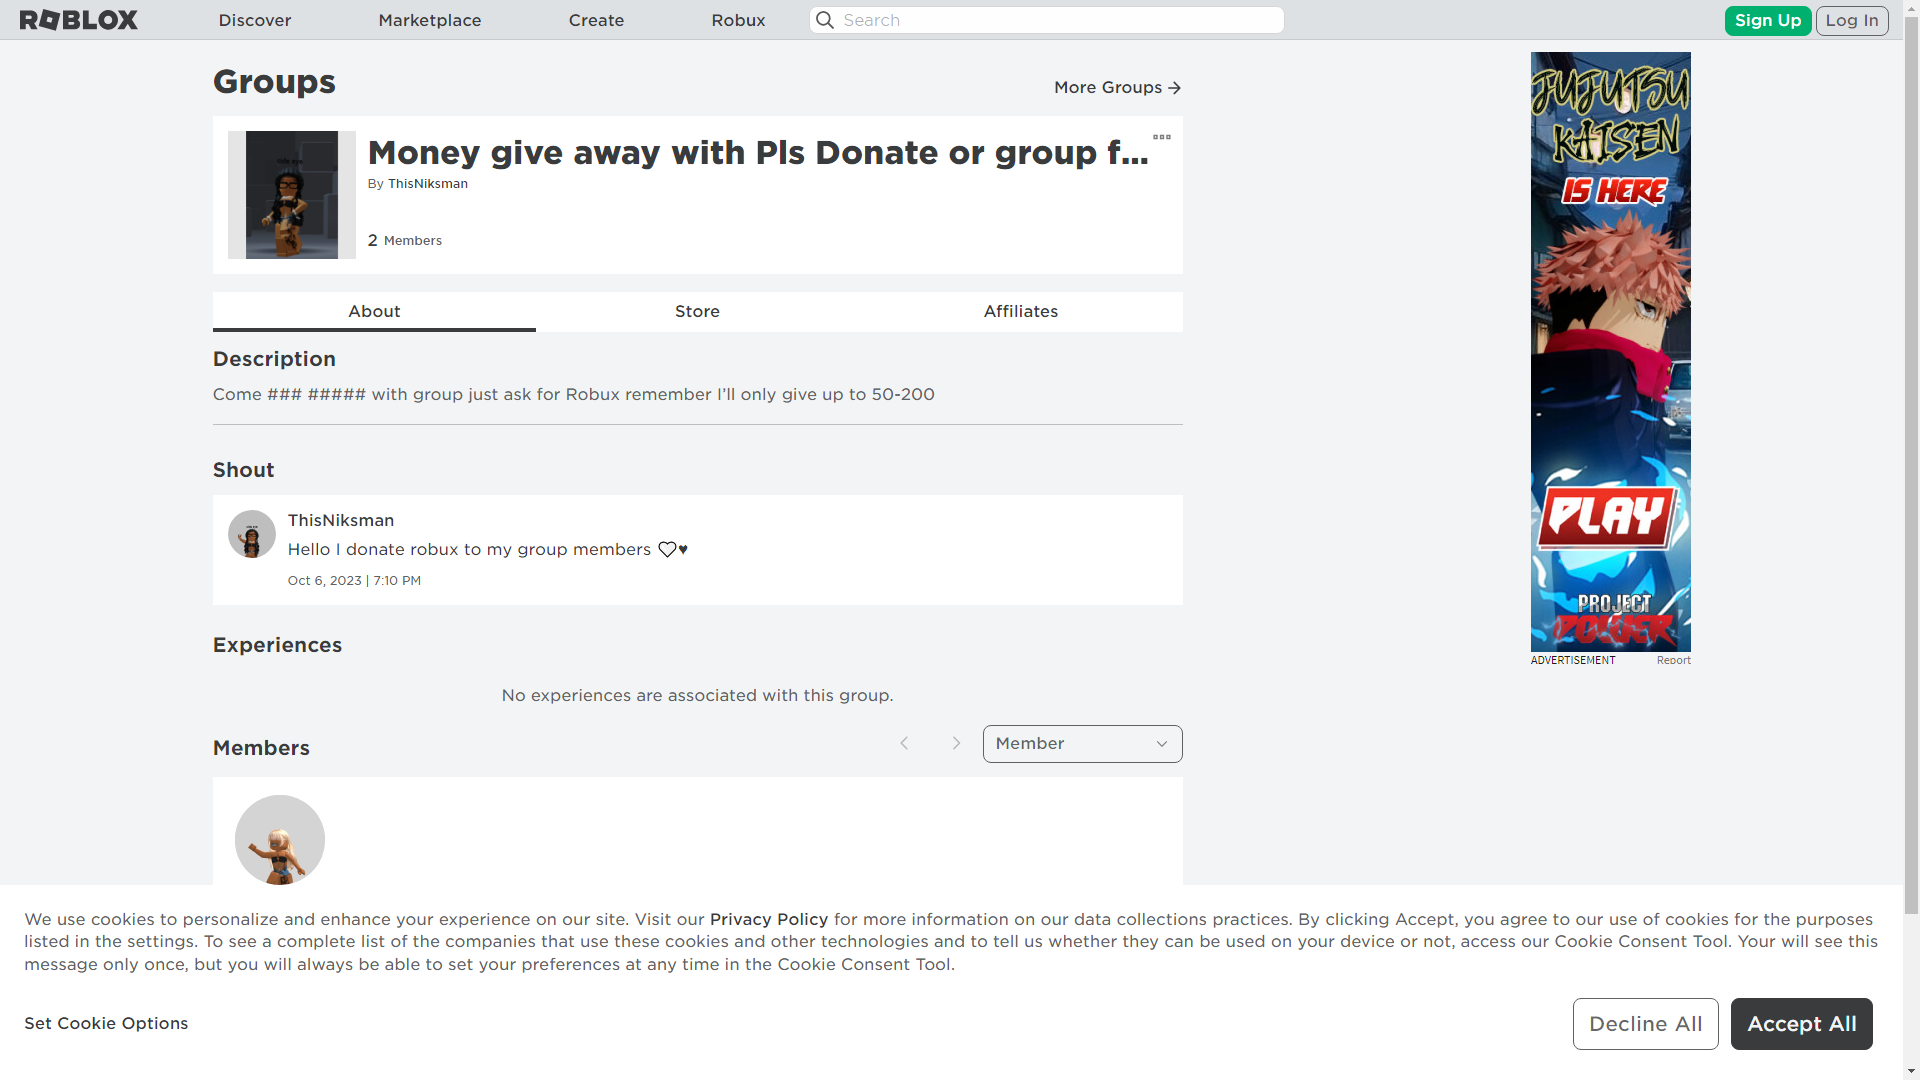 ROBLOX
Discover
Marketplace
Create
Robux
Search
Sign Up
Log In
Groups
More Groups
Money give away with Pls Donate or group f...
By ThisNiksman
2 Members
About
Store
Affiliates
Description
Come ### ##### with group just ask for Robux remember I’ll only give up to 50-200
Shout
ThisNiksman
Hello I donate robux to my group members ♡♥
Oct 6, 2023 | 7:10 PM
Experiences
No experiences are associated with this group.
Members
Member
JUJUTSU
KAISEN
IS HERE
PLAY
PROJECT
POWER
ADVERTISEMENT
Report
We use cookies to personalize and enhance your experience on our site. Visit our Privacy Policy for more information on our data collections practices. By clicking Accept, you agree to our use of cookies for the purposes
listed in the settings. To see a complete list of the companies that use these cookies and other technologies and to tell us whether they can be used on your device or not, access our Cookie Consent Tool. Your will see this
message only once, but you will always be able to set your preferences at any time in the Cookie Consent Tool.
Set Cookie Options
Decline All
Accept All